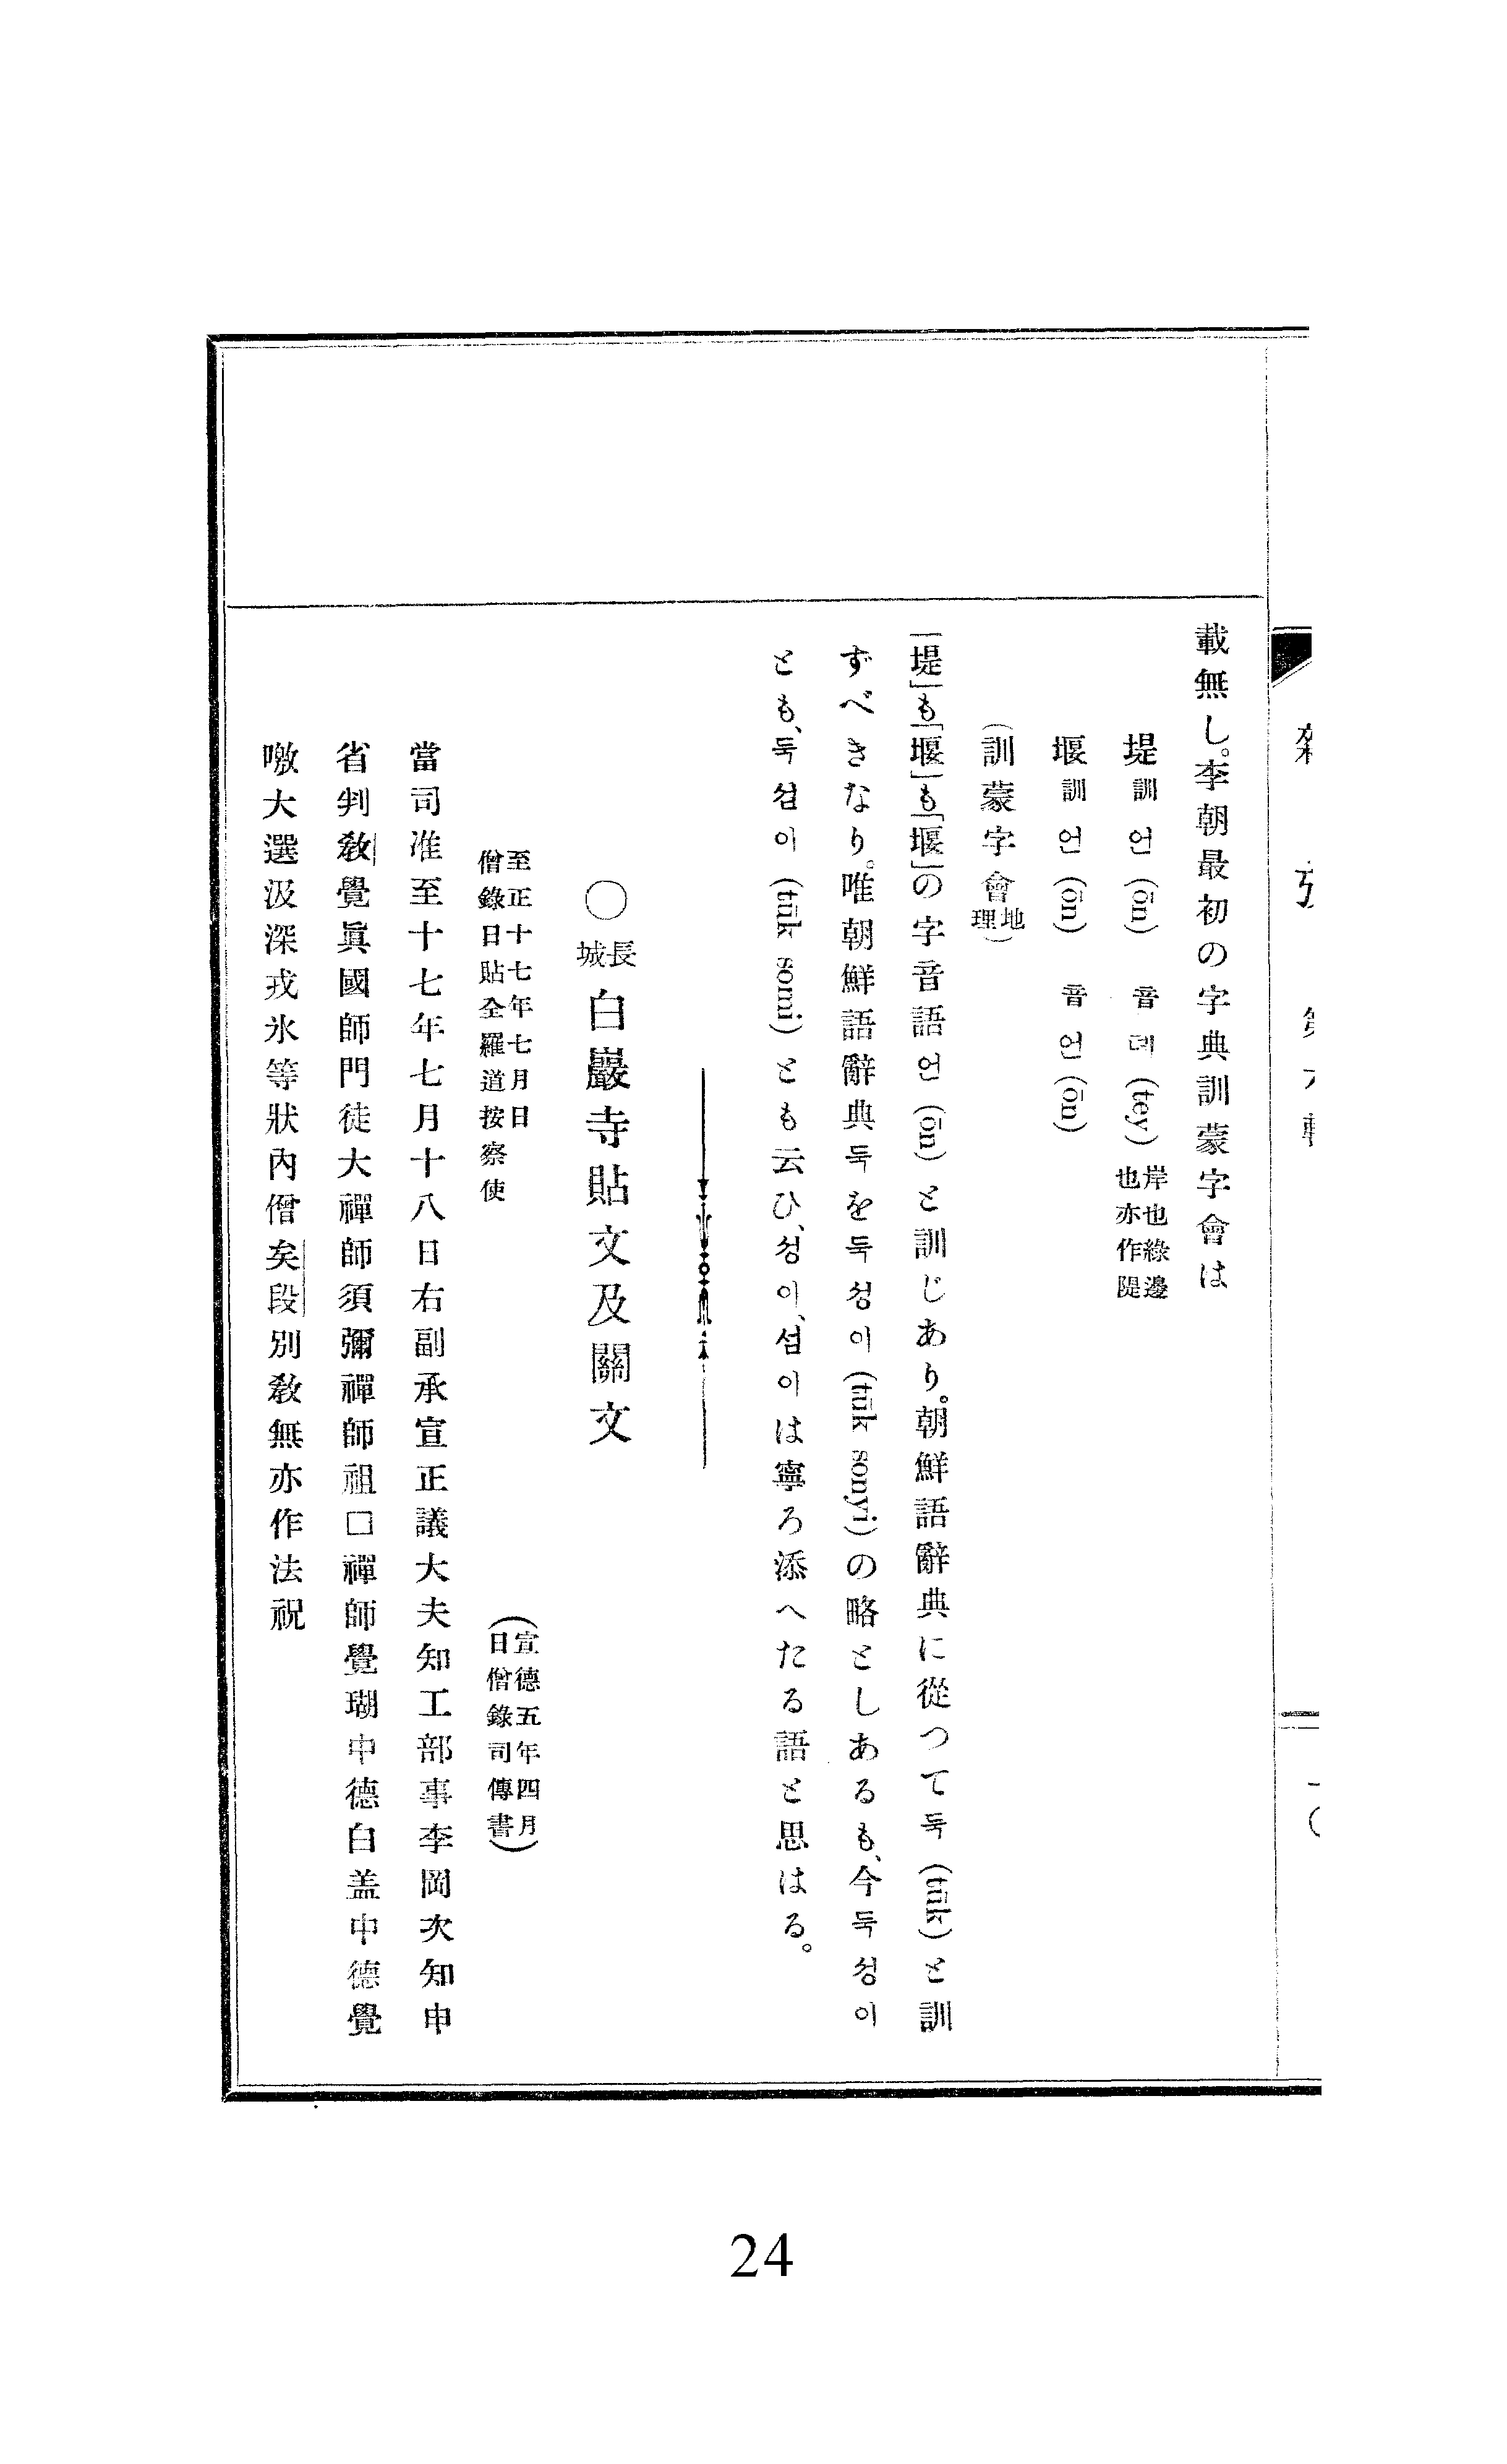 載無し。李朝最初の字典訓蒙字會は
堤 訓 언 (ōn) 音 뎨 (tey) 岸也緣邊也亦作隄
堰 訓 언 (ōn) 音 언 (ōn)
(訓蒙字會 地理)
「堤」も「堰」も「堰」の字音語언 (ōn) と訓じあり。朝鮮語辭典に從つて둑 (tūk) と訓
ずべきなり。唯朝鮮語辭典둑を둑성이 (tūk sonyi) の略としあるも、今둑성이
とも、둑섬이 (tūk somi) とも云ひ、성이、섬이は寧ろ添へたる語と思はる。
○長城 白巖寺貼文及關文
至正十七年七月日僧錄日貼全羅道按察使 (宣德五年四月日僧錄司傳書)
當司准至十七年七月十八日右副承宣正議大夫知工部事李岡次知申
省判教覺眞國師門徒大禪師須彌禪師祖□禪師覺瑚中德白盖中德覺
暾大選汲深戎氷等狀內僧矣段別教無亦作法祝
24